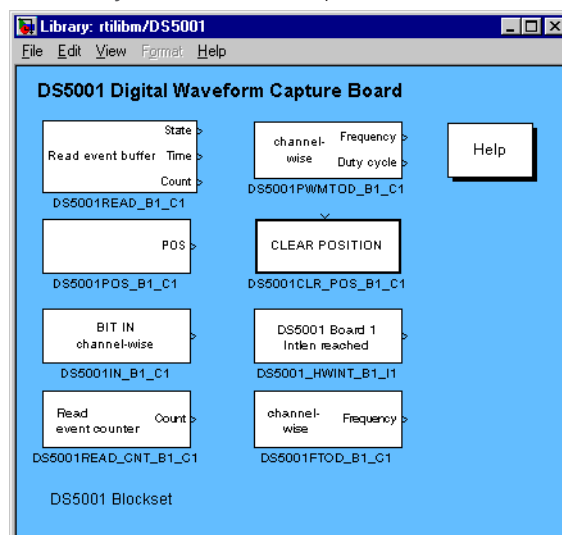 Library: rtilibm/DS5001
File Edit View Format Help
DS5001 Digital Waveform Capture Board
State
Read event buffer Time
Count
DS5001READ_B1_C1
channel-
wise
Frequency
Duty cycle
DS5001PWMTOD_B1_C1
Help
POS
DS5001POS_B1_C1
CLEAR POSITION
DS5001CLR_POS_B1_C1
BIT IN
channel-wise
DS5001IN_B1_C1
DS5001 Board 1
Intlen reached
DS5001_HWINT_B1_I1
Read
event counter Count
DS5001READ_CNT_B1_C1
channel-
wise
Frequency
DS5001FTOD_B1_C1
DS5001 Blockset